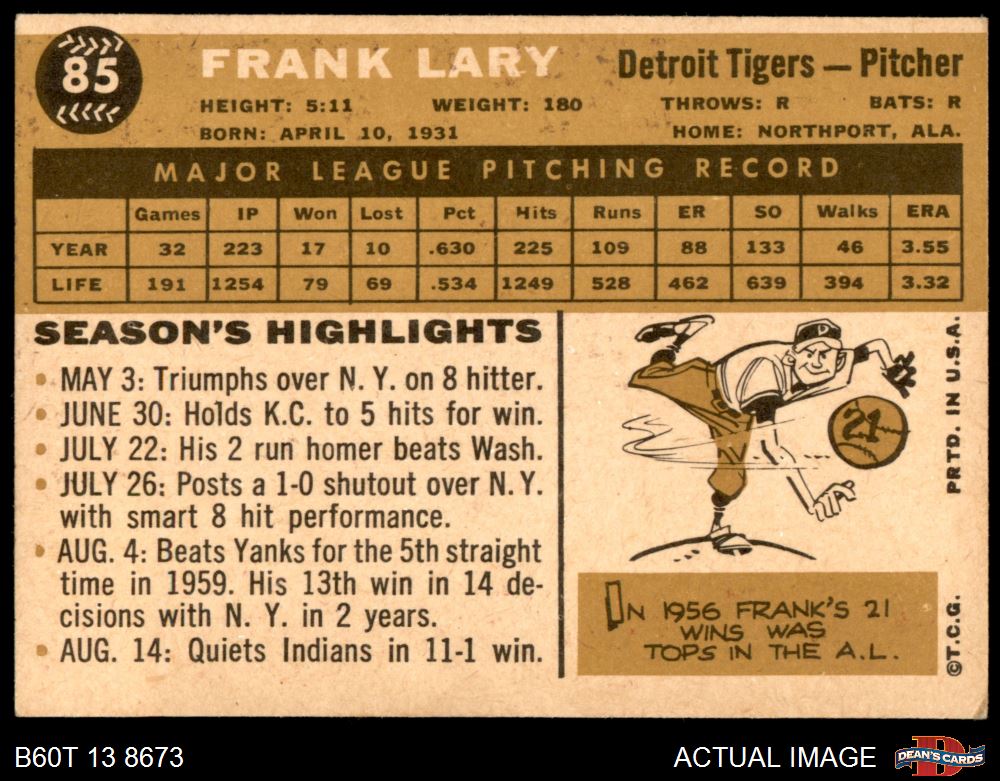 85
FRANK LARY
Detroit Tigers — Pitcher
HEIGHT: 5:11 WEIGHT: 180 THROWS: R BATS: R
BORN: APRIL 10, 1931 HOME: NORTHPORT, ALA.
MAJOR LEAGUE PITCHING RECORD
Games IP Won Lost Pct Hits Runs ER SO Walks ERA
YEAR 32 223 17 10 .630 225 109 88 133 46 3.55
LIFE 191 1254 79 69 .534 1249 528 462 639 394 3.32
SEASON'S HIGHLIGHTS
• MAY 3: Triumphs over N. Y. on 8 hitter.
• JUNE 30: Holds K.C. to 5 hits for win.
• JULY 22: His 2 run homer beats Wash.
• JULY 26: Posts a 1-0 shutout over N. Y.
with smart 8 hit performance.
• AUG. 4: Beats Yanks for the 5th straight
time in 1959. His 13th win in 14 de-
cisions with N. Y. in 2 years.
• AUG. 14: Quiets Indians in 11-1 win.
D
21
IN 1956 FRANK'S 21
WINS WAS
TOPS IN THE A.L.
©T.C.G. PRTD. IN U.S.A.
B60T 13 8673
ACTUAL IMAGE
D
DEAN'S CARDS